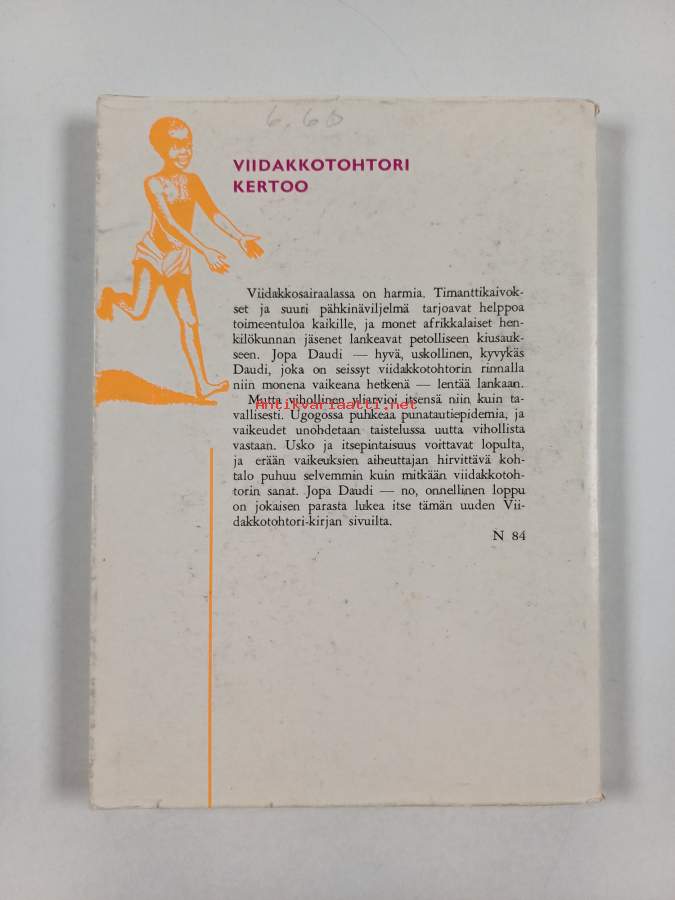 6.60
VIIDAKKOTOHTORI
KERTOO
Viidakkosairaalassa on harmia. Timanttikaivok-
set ja suuri pähkinäviljelmä tarjoavat helppoa
toimeentuloa kaikille, ja monet afrikkalaiset hen-
kilökunnan jäsenet lankeavat petolliseen kiusauk-
seen. Jopa Daudi — hyvä, uskollinen, kyvykäs
Daudi, joka on seissyt viidakkotohtorin rinnalla
niin monena vaikeana hetkenä — lentää lankaan.
Mutta vihollinen yliarvioi itsensä niin kuin ta-
Antikvariaatti.net
vallisesti. Ugogossa puhkeaa punatautiepidemia, ja
vaikeudet unohdetaan taistelussa uutta vihollista
vastaan. Usko ja itsepintaisuus voittavat lopulta,
ja erään vaikeuksien aiheuttajan hirvittävä koh-
talo puhuu selvemmin kuin mitkään viidakkotoh-
torin sanat. Jopa Daudi — no, onnellinen loppu
on jokaisen parasta lukea itse tämän uuden Vii-
dakkotohtori-kirjan sivuilta.
N 84